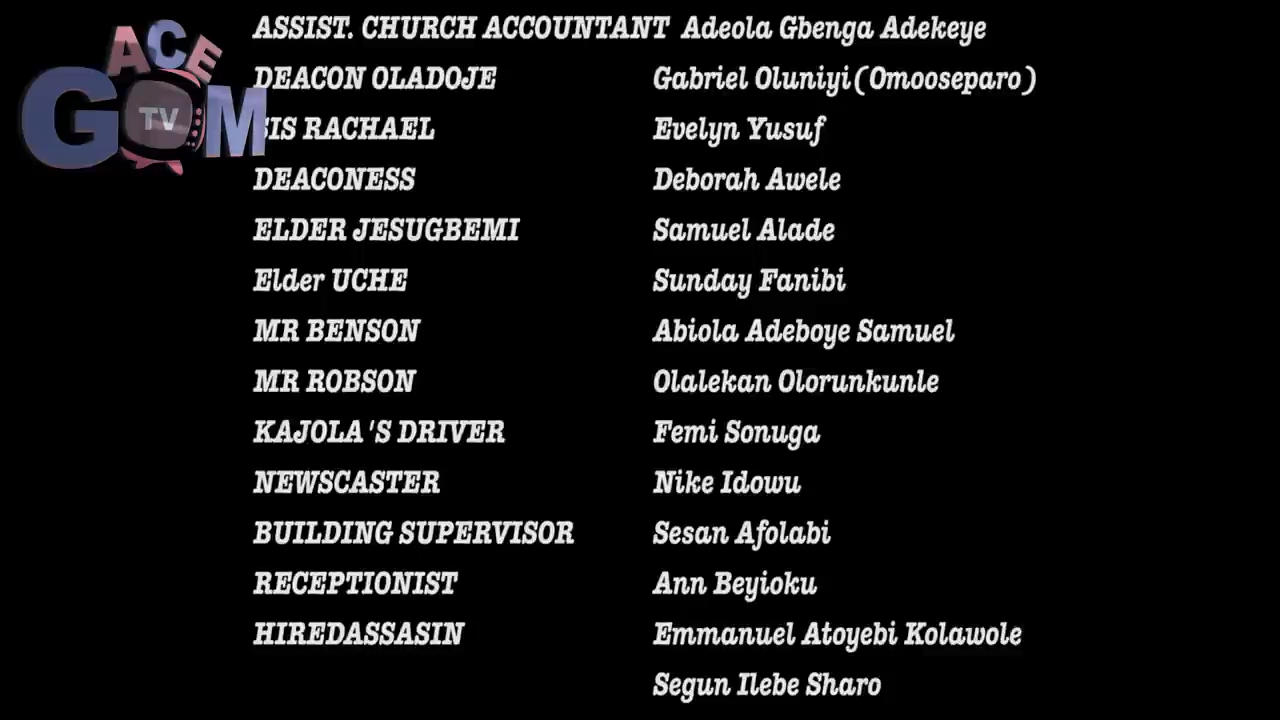 ACE
GOM
TV
ASSIST. CHURCH ACCOUNTANT Adeola Gbenga Adekeye
DEACON OLADOJE Gabriel Oluniyi (Omooseparo)
SIS RACHAEL Evelyn Yusuf
DEACONESS Deborah Awele
ELDER JESUGBEMI Samuel Alade
Elder UCHE Sunday Fanibi
MR BENSON Abiola Adeboye Samuel
MR ROBSON Olalekan Olorunkunle
KAJOLA'S DRIVER Femi Sonuga
NEWSCASTER Nike Idowu
BUILDING SUPERVISOR Sesan Afolabi
RECEPTIONIST Ann Beyioku
HIREDASSASIN Emmanuel Atoyebi Kolawole
Segun Ilebe Sharo